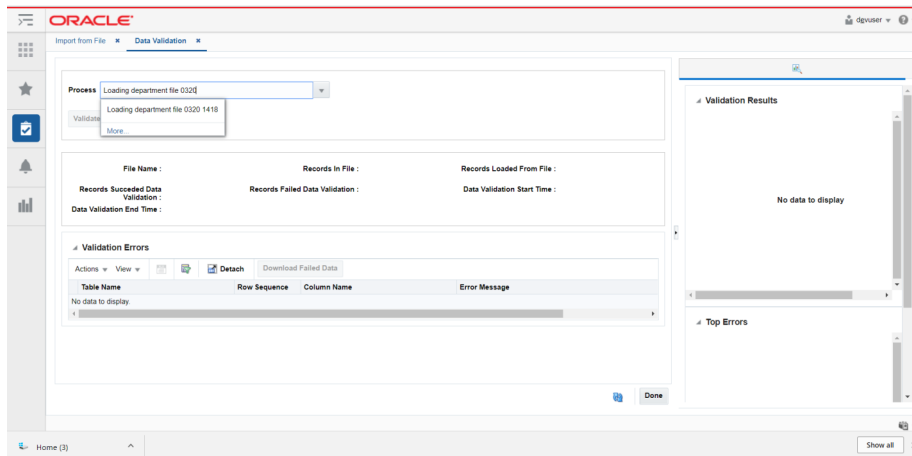 ORACLE
dgvuser
Import from File
Data Validation
Process
Loading department file 0320
Loading department file 0320 1418
Validate
More...
File Name :
Records In File :
Records Loaded From File :
Records Succeded Data Validation :
Records Failed Data Validation :
Data Validation Start Time :
Data Validation End Time :
Validation Errors
Actions View Detach Download Failed Data
Table Name Row Sequence Column Name Error Message
No data to display.
Done
Validation Results
No data to display
Top Errors
Home (3)
Show all